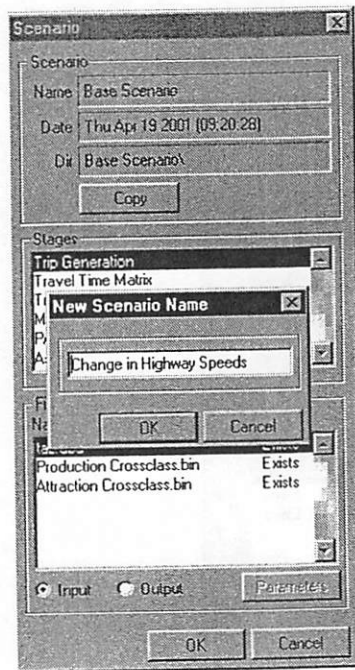 Scenario
Scenario
Name Base Scenario
Date Thu Apr 19 2001 (09:20:28)
Dir Base Scenario\
Copy
Stages
Trip Generation
Travel Time Matrix
New Scenario Name
Change in Highway Speeds
OK Cancel
Production Crossclass.bin Exists
Attraction Crossclass.bin Exists
Input Output Parameters
OK Cancel